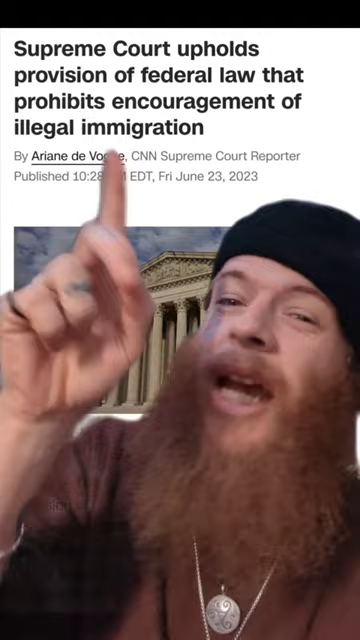 Supreme Court upholds
provision of federal law that
prohibits encouragement of
illegal immigration
By Ariane de Vogue, CNN Supreme Court Reporter
Published 10:28 EDT, Fri June 23, 2023